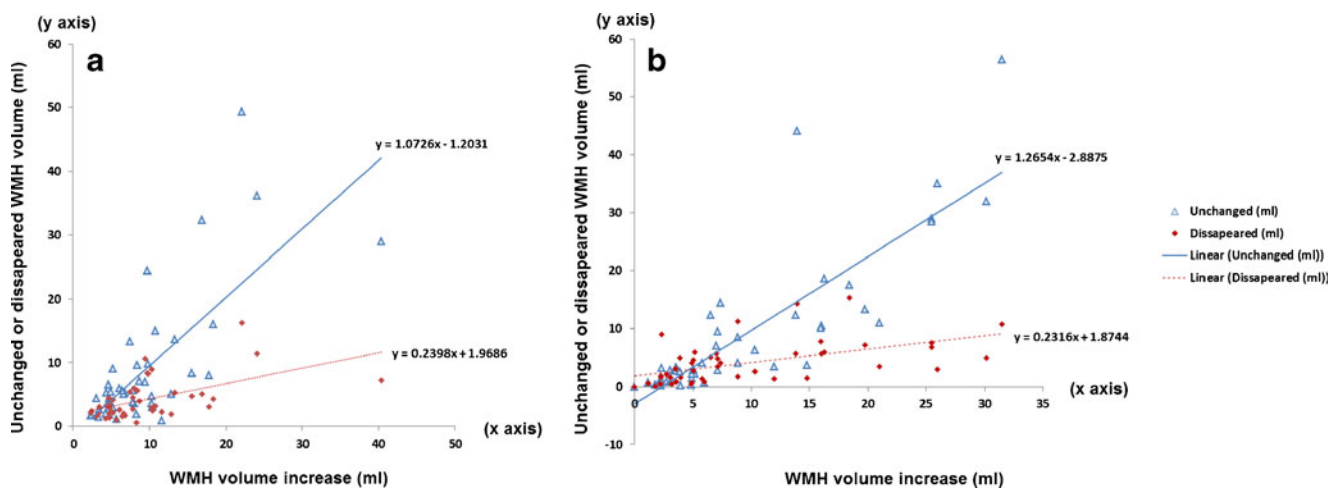 (y axis)
a
Unchanged or dissapeared WMH volume (ml)
60
50
40
30
20
10
0
y = 1.0726x - 1.2031
y = 0.2398x + 1.9686
0 10 20 30 40 50
(x axis)
WMH volume increase (ml)
(y axis)
b
Unchanged or dissapeared WMH volume (ml)
60
50
40
30
20
10
0
-10
y = 1.2654x - 2.8875
y = 0.2316x + 1.8744
0 5 10 15 20 25 30 35
(x axis)
WMH volume increase (ml)
Unchanged (ml)
Dissapeared (ml)
Linear (Unchanged (ml))
Linear (Dissapeared (ml))